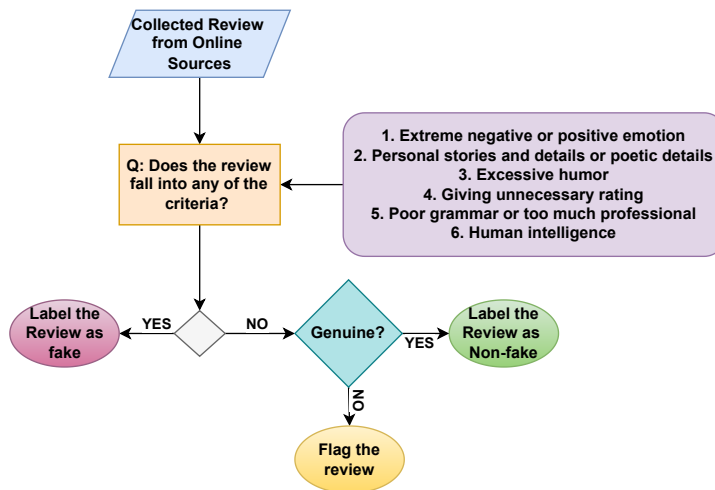 Collected Review
from Online
Sources
Q: Does the review
fall into any of the
criteria?
1. Extreme negative or positive emotion
2. Personal stories and details or poetic details
3. Excessive humor
4. Giving unnecessary rating
5. Poor grammar or too much professional
6. Human intelligence
Label the
Review as
fake
YES
NO
Genuine?
YES
Label the
Review as
Non-fake
NO
Flag the
review